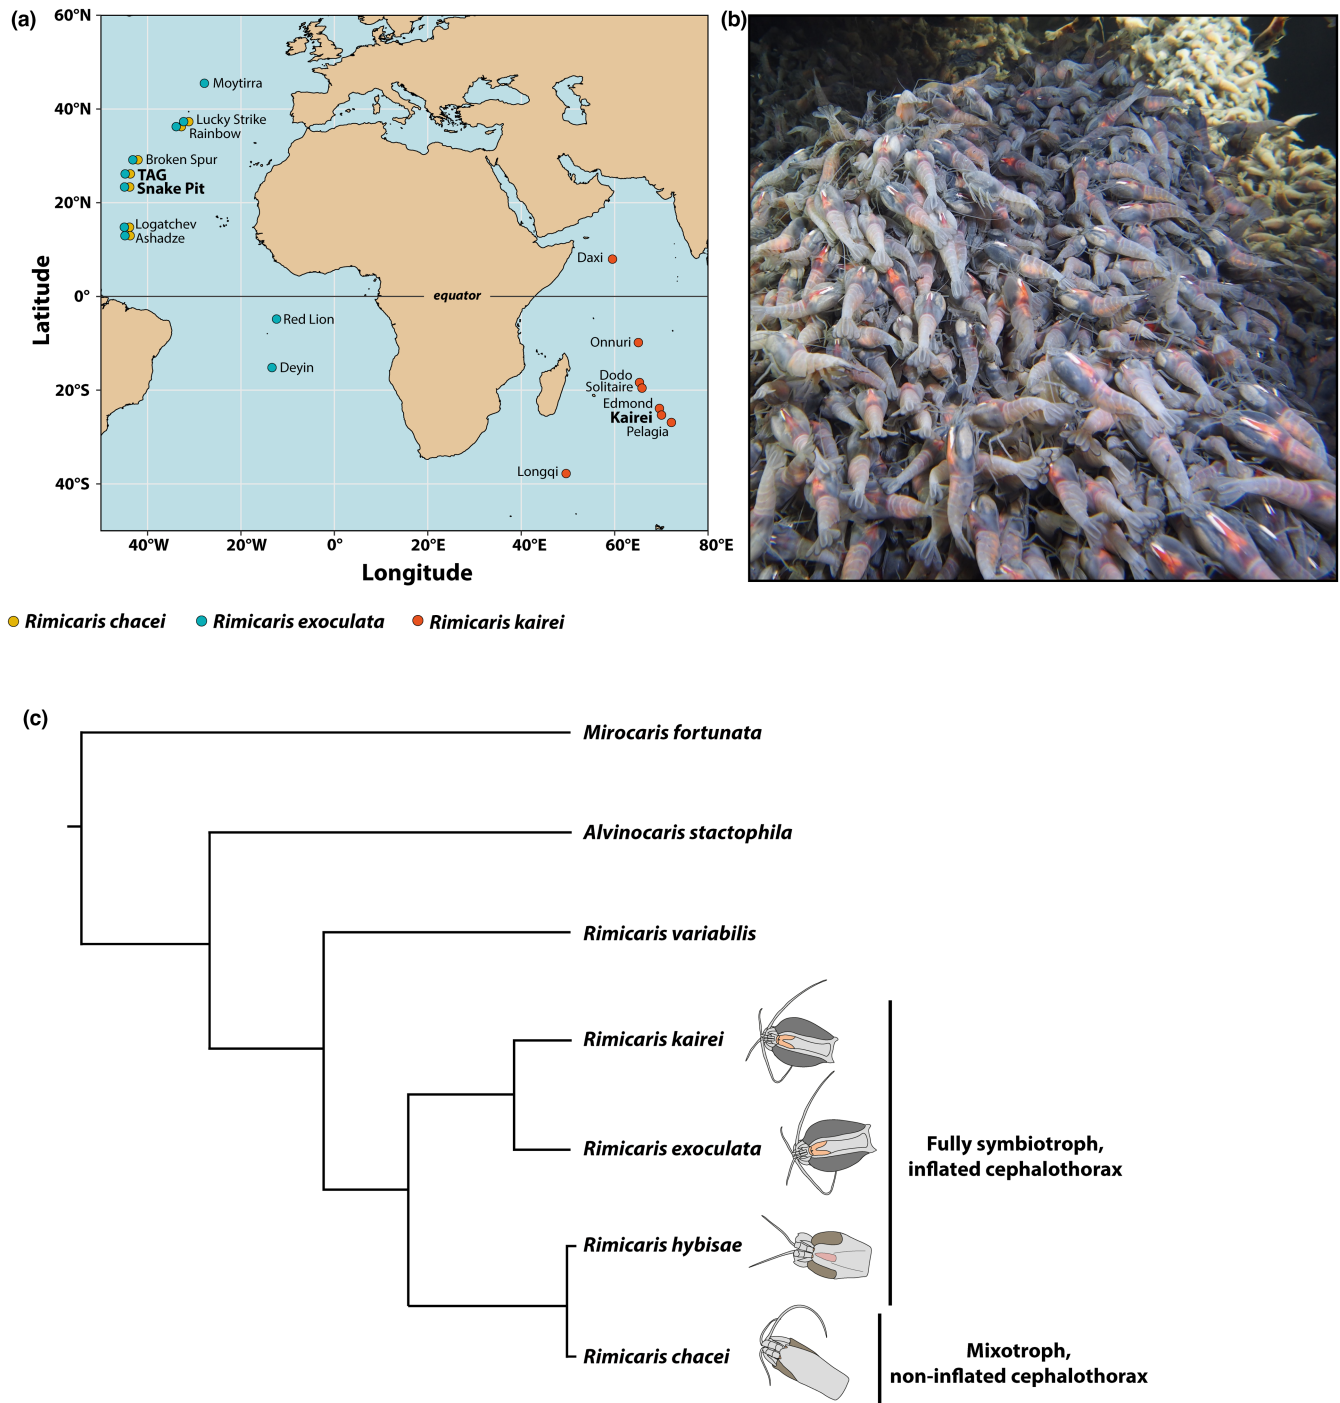 (a)
60°N
40°N
20°N
0°
20°S
40°S
Latitude
Moytirra
Lucky Strike
Rainbow
Broken Spur
TAG
Snake Pit
Logatchev
Ashadze
Daxi
equator
Red Lion
Onnuri
Deyin
Dodo
Solitaire
Edmond
Kairei
Pelagia
Longqi
40°W 20°W 0° 20°E 40°E 60°E 80°E
Longitude
Rimicaris chacei Rimicaris exoculata Rimicaris kairei
(b)
(c)
Mirocaris fortunata
Alvinocaris stactophila
Rimicaris variabilis
Rimicaris kairei
Rimicaris exoculata
Rimicaris hybisae
Rimicaris chacei
Fully symbiotroph,
inflated cephalothorax
Mixotroph,
non-inflated cephalothorax